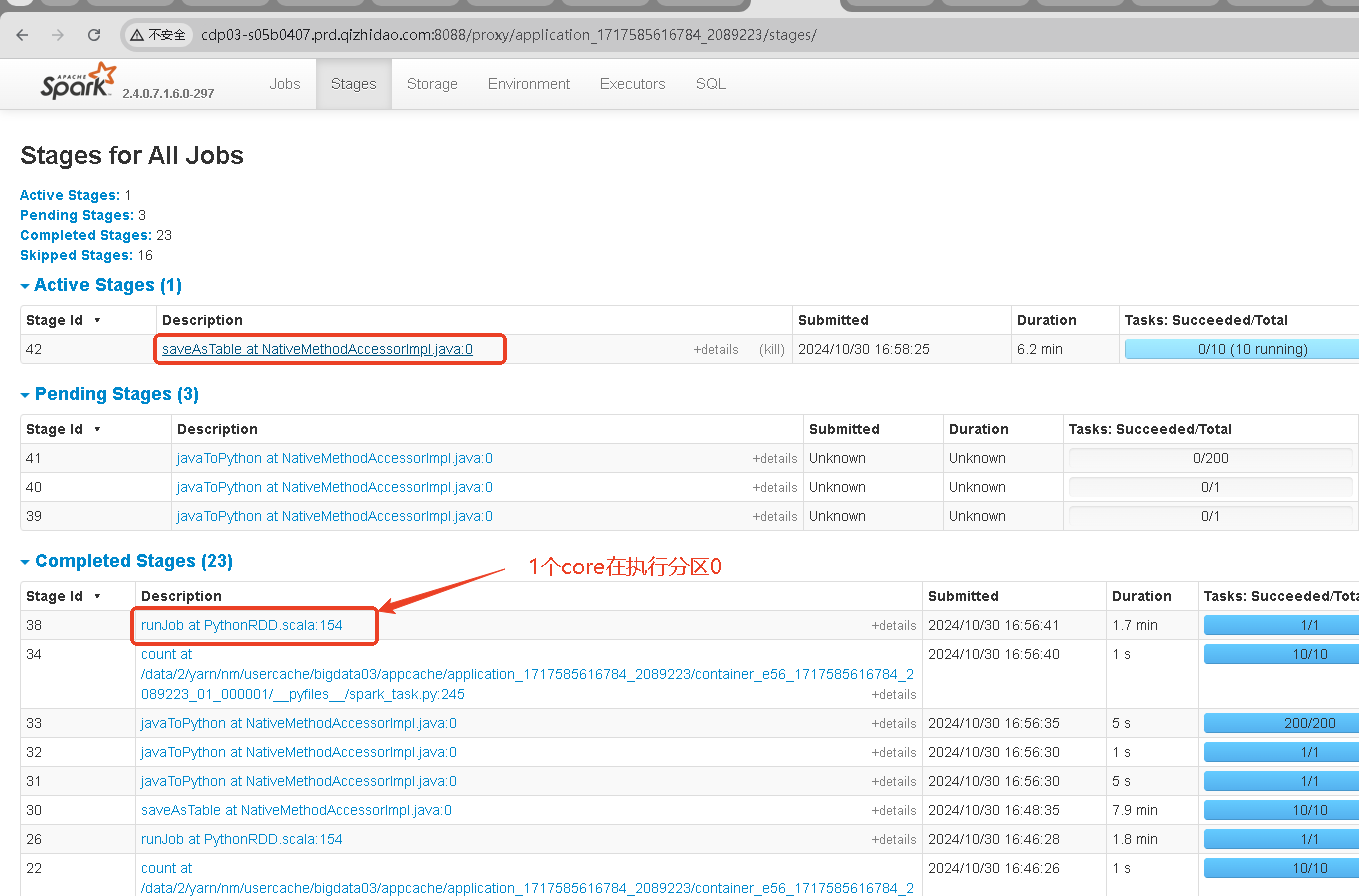 不安全 cdp03-s05b0407.prd.qizhidao.com:8088/proxy/application_1717585616784_2089223/stages/
APACHE Spark 2.4.0.7.1.6.0-297 Jobs Stages Storage Environment Executors SQL
Stages for All Jobs
Active Stages: 1
Pending Stages: 3
Completed Stages: 23
Skipped Stages: 16
Active Stages (1)
Stage Id Description Submitted Duration Tasks: Succeeded/Total
42 saveAsTable at NativeMethodAccessorImpl.java:0 +details (kill) 2024/10/30 16:58:25 6.2 min 0/10 (10 running)
Pending Stages (3)
Stage Id Description Submitted Duration Tasks: Succeeded/Total
41 javaToPython at NativeMethodAccessorImpl.java:0 +details Unknown Unknown 0/200
40 javaToPython at NativeMethodAccessorImpl.java:0 +details Unknown Unknown 0/1
39 javaToPython at NativeMethodAccessorImpl.java:0 +details Unknown Unknown 0/1
Completed Stages (23)
1个core在执行分区0
Stage Id Description Submitted Duration Tasks: Succeeded/Tota
38 runJob at PythonRDD.scala:154 +details 2024/10/30 16:56:41 1.7 min 1/1
34 count at 2024/10/30 16:56:40 1 s 10/10
/data/2/yarn/nm/usercache/bigdata03/appcache/application_1717585616784_2089223/container_e56_1717585616784_2
089223_01_000001/__pyfiles__/spark_task.py:245 +details
33 javaToPython at NativeMethodAccessorImpl.java:0 +details 2024/10/30 16:56:35 5 s 200/200
32 javaToPython at NativeMethodAccessorImpl.java:0 +details 2024/10/30 16:56:30 1 s 1/1
31 javaToPython at NativeMethodAccessorImpl.java:0 +details 2024/10/30 16:56:30 5 s 1/1
30 saveAsTable at NativeMethodAccessorImpl.java:0 +details 2024/10/30 16:48:35 7.9 min 10/10
26 runJob at PythonRDD.scala:154 +details 2024/10/30 16:46:28 1.8 min 1/1
22 count at 2024/10/30 16:46:26 1 s 10/10
/data/2/yarn/nm/usercache/bigdata03/appcache/application_1717585616784_2089223/container_e56_1717585616784_2